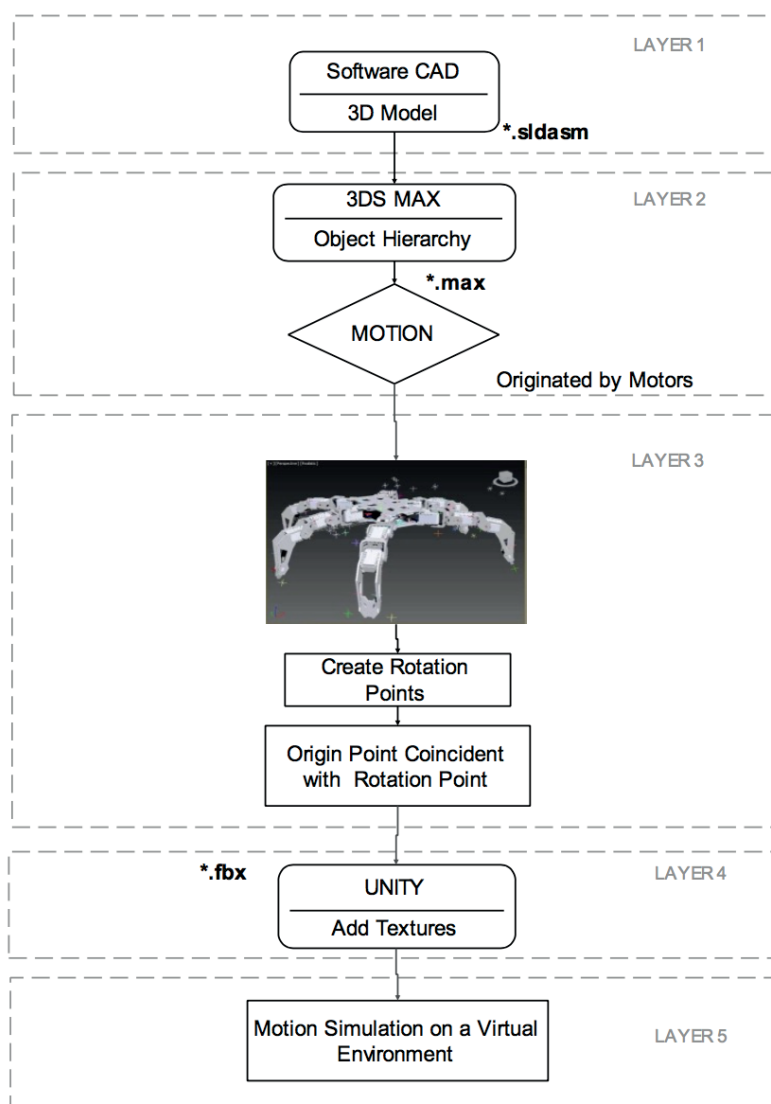 LAYER 1
Software CAD
3D Model
*.sldasm
LAYER 2
3DS MAX
Object Hierarchy
*.max
MOTION
Originated by Motors
LAYER 3
Create Rotation
Points
Origin Point Coincident
with Rotation Point
*.fbx
LAYER 4
UNITY
Add Textures
Motion Simulation on a Virtual
Environment
LAYER 5